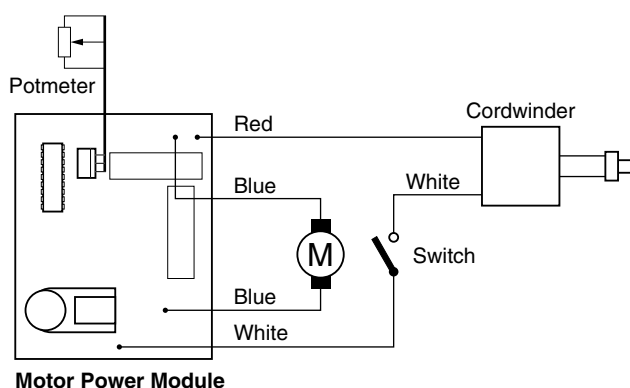 Potmeter
Cordwinder
Red
White
Blue
M
Switch
Blue
White
Motor Power Module